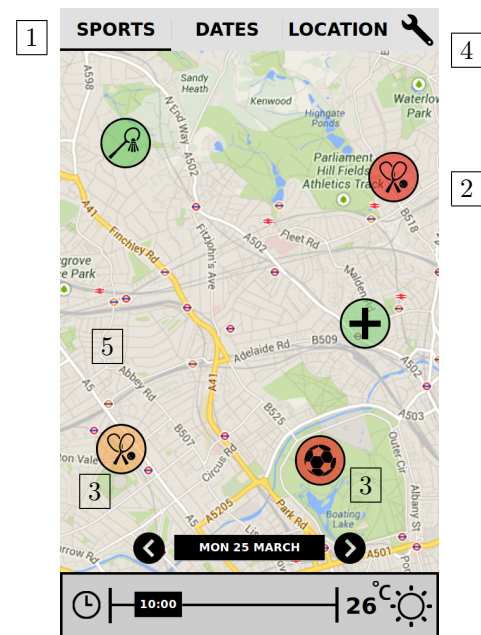 1
SPORTS DATES LOCATION
4
A598
Sandy
Heath
Kenwood
Waterlow
Park
N End Way
A502
Highgate
Ponds
Parliament
Hill Fields
Athletics Track
2
A41
Finchley Rd
Fitzjohn's Ave
A502
Fleet Rd
B518
Malden
grove
e Park
5
B509
Adelaide Rd
A502
A5
Abbey Rd
A41
B525
A503
B507
Circus Rd
Outer Cir
ton Vale
3
3
Albany St
A5205
Park Rd
Boating
Lake
MON 25 MARCH
rrow Rd
A501
10:00
26°C